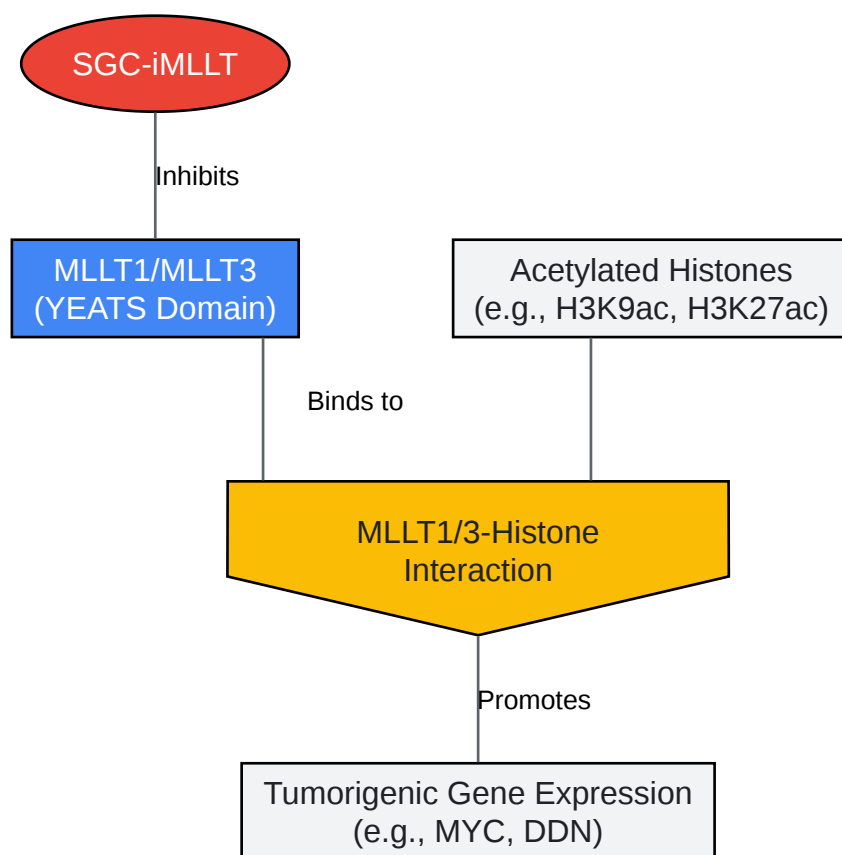 SGC-iMLLT
Inhibits
MLLT1/MLLT3
(YEATS Domain)
Acetylated Histones
(e.g., H3K9ac, H3K27ac)
Binds to
MLLT1/3-Histone
Interaction
Promotes
Tumorigenic Gene Expression
(e.g., MYC, DDN)